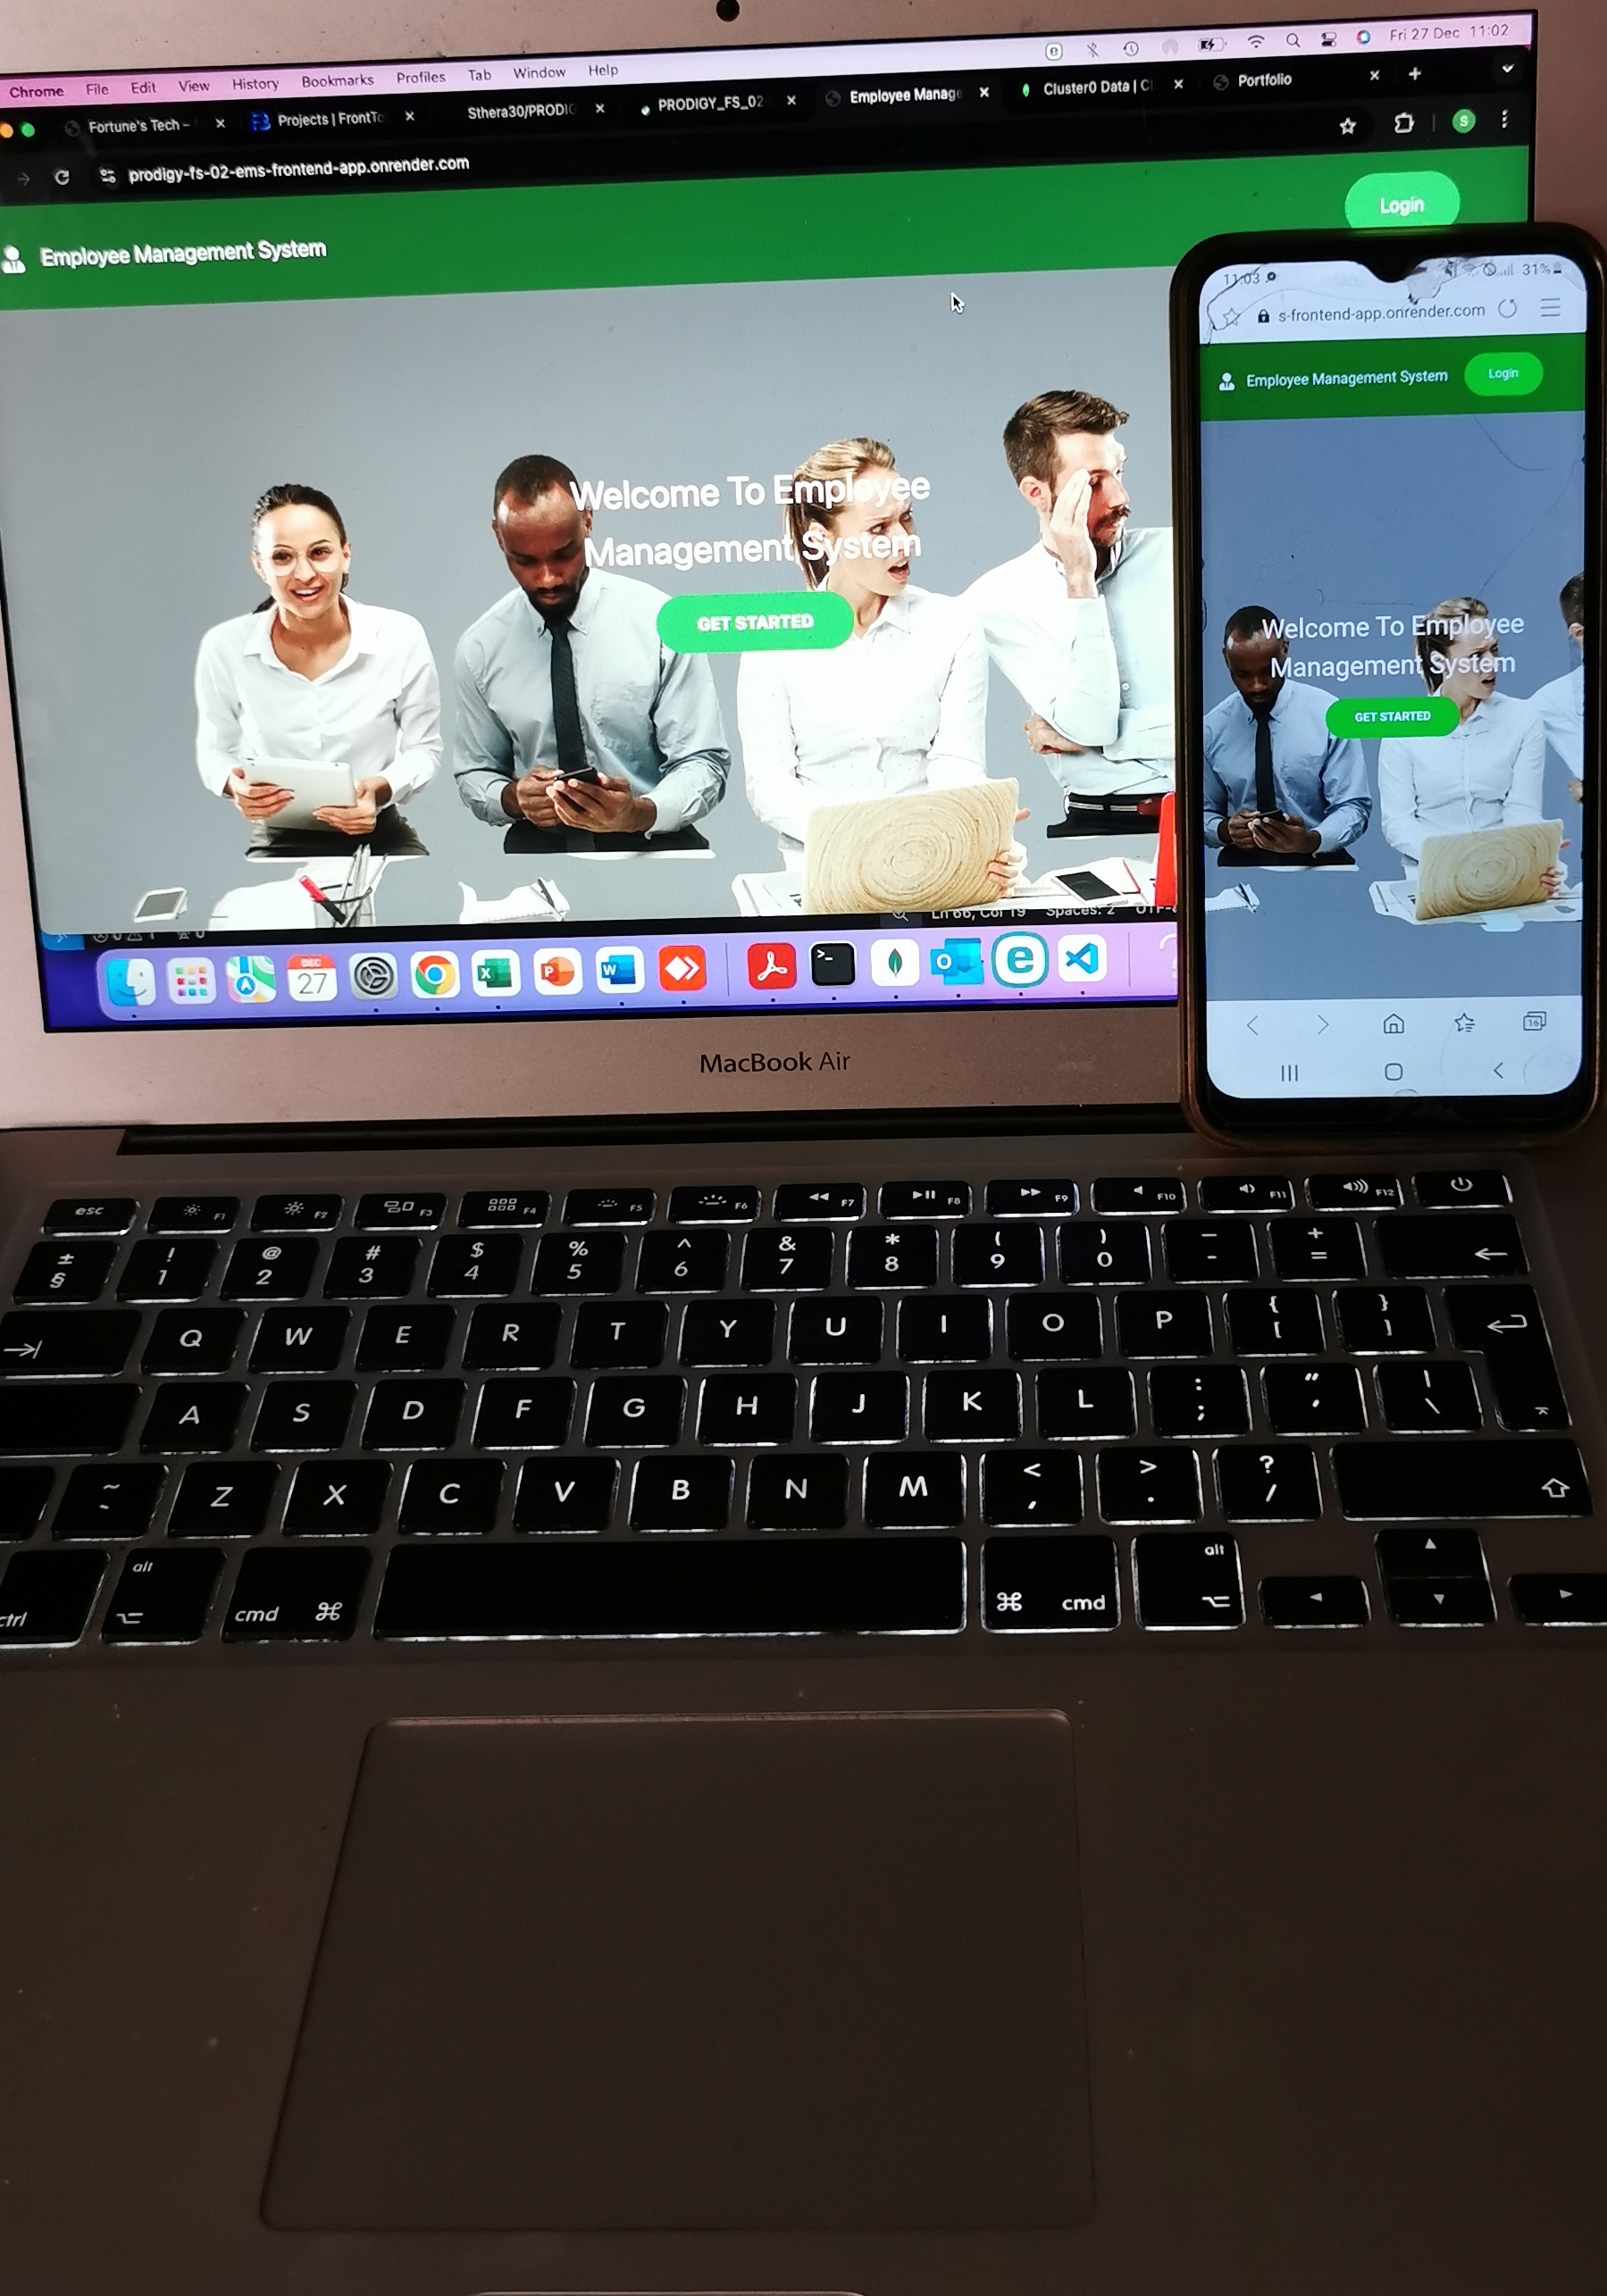 Chrome File Edit View History Bookmarks Profiles Tab Window Help
Fri 27 Dec 11:02
Fortune's Tech –
Projects | FrontTo
Sthera30/PRODIG
PRODIGY_FS_02
Employee Manage
Cluster0 Data | Cl
Portfolio
prodigy-fs-02-ems-frontend-app.onrender.com
S
Employee Management System
Login
Welcome To Employee
Management System
GET STARTED
Ln 66, Col 19 Spaces: 2
DEC
27
X
P
W
>_
A
O
e
11:03
31%
s-frontend-app.onrender.com
Employee Management System
Login
Welcome To Employee
Management System
GET STARTED
16
MacBook Air
esc F1 F2 F3 F4 F5 F6 F7 F8 F9 F10 F11 F12
± ! @ # $ % ^ & * ( ) – +
§ 1 2 3 4 5 6 7 8 9 0 - =
Q W E R T Y U I O P { }
[ ]
A S D F G H J K L : " |
; ' \
~ Z X C V B N M < > ?
` , . /
ctrl alt cmd ⌘ ⌘ cmd alt